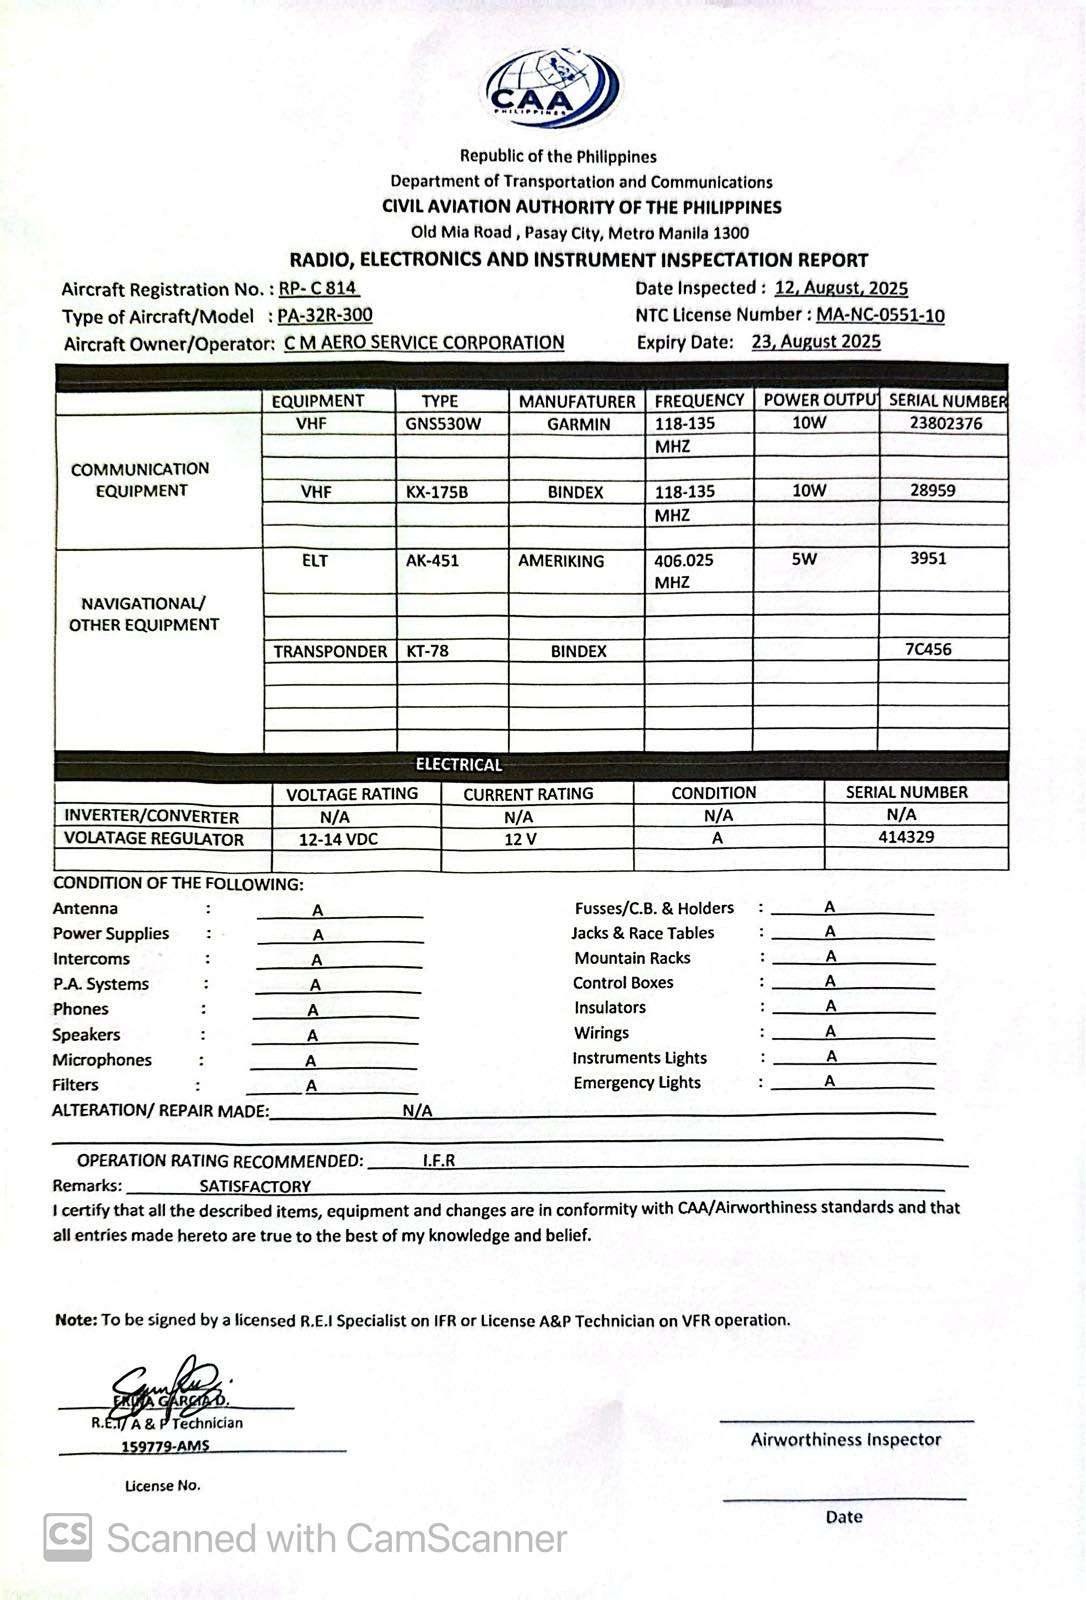 CAA
PHILIPPINES
Republic of the Philippines
Department of Transportation and Communications
CIVIL AVIATION AUTHORITY OF THE PHILIPPINES
Old Mia Road , Pasay City, Metro Manila 1300
RADIO, ELECTRONICS AND INSTRUMENT INSPECTATION REPORT
Aircraft Registration No. : RP- C 814 Date Inspected : 12, August, 2025
Type of Aircraft/Model : PA-32R-300 NTC License Number : MA-NC-0551-10
Aircraft Owner/Operator: C M AERO SERVICE CORPORATION Expiry Date: 23, August 2025
EQUIPMENT TYPE MANUFATURER FREQUENCY POWER OUTPU SERIAL NUMBER
VHF GNS530W GARMIN 118-135 10W 23802376
MHZ
COMMUNICATION
EQUIPMENT VHF KX-175B BINDEX 118-135 10W 28959
MHZ
ELT AK-451 AMERIKING 406.025 5W 3951
MHZ
NAVIGATIONAL/
OTHER EQUIPMENT
TRANSPONDER KT-78 BINDEX 7C456
ELECTRICAL
VOLTAGE RATING CURRENT RATING CONDITION SERIAL NUMBER
INVERTER/CONVERTER N/A N/A N/A N/A
VOLATAGE REGULATOR 12-14 VDC 12 V A 414329
CONDITION OF THE FOLLOWING:
Antenna : A Fusses/C.B. & Holders : A
Power Supplies : A Jacks & Race Tables : A
Intercoms : A Mountain Racks : A
P.A. Systems : A Control Boxes : A
Phones : A Insulators : A
Speakers : A Wirings : A
Microphones : A Instruments Lights : A
Filters : A Emergency Lights : A
ALTERATION/ REPAIR MADE: N/A
OPERATION RATING RECOMMENDED: I.F.R
Remarks: SATISFACTORY
I certify that all the described items, equipment and changes are in conformity with CAA/Airworthiness standards and that
all entries made hereto are true to the best of my knowledge and belief.
Note: To be signed by a licensed R.E.I Specialist on IFR or License A&P Technician on VFR operation.
GARCIA D.
R.E.I/ A & P Technician
159779-AMS
Airworthiness Inspector
License No.
Date
CS Scanned with CamScanner